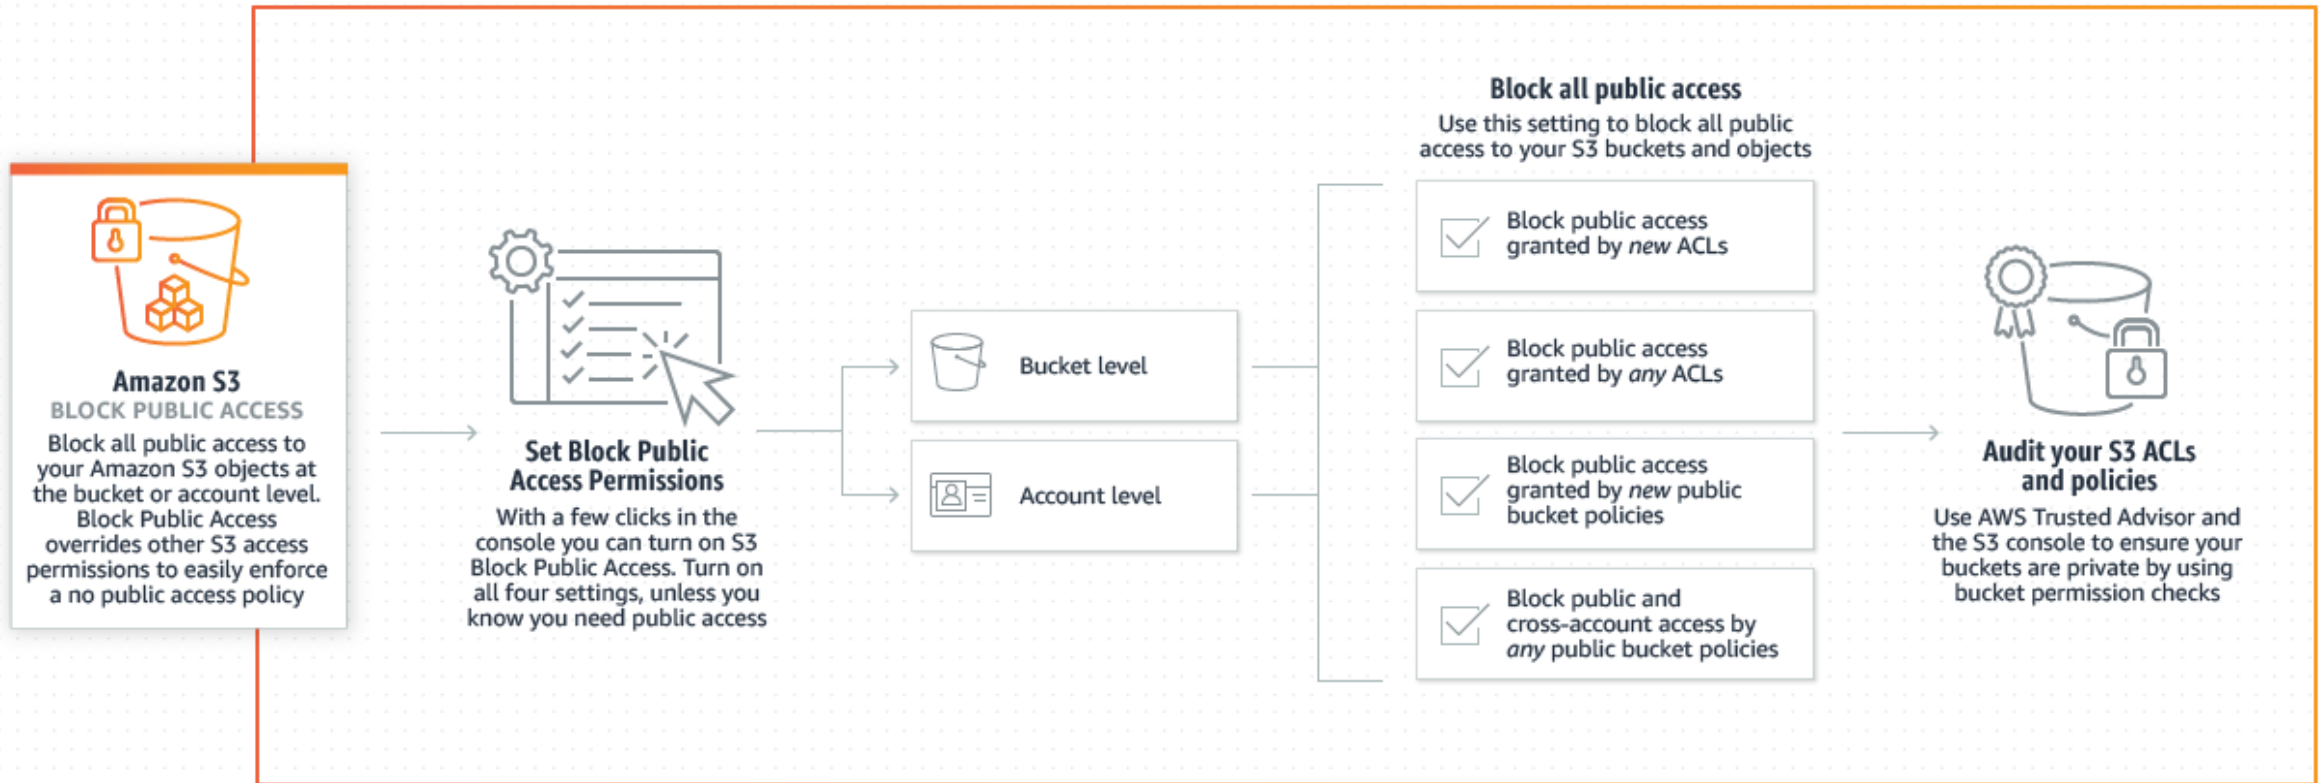 Amazon S3
BLOCK PUBLIC ACCESS
Block all public access to
your Amazon S3 objects at
the bucket or account level.
Block Public Access
overrides other S3 access
permissions to easily enforce
a no public access policy
Set Block Public
Access Permissions
With a few clicks in the
console you can turn on S3
Block Public Access. Turn on
all four settings, unless you
know you need public access
Bucket level
Account level
Block all public access
Use this setting to block all public
access to your S3 buckets and objects
Block public access
granted by new ACLs
Block public access
granted by any ACLs
Block public access
granted by new public
bucket policies
Block public and
cross-account access by
any public bucket policies
Audit your S3 ACLs
and policies
Use AWS Trusted Advisor and
the S3 console to ensure your
buckets are private by using
bucket permission checks